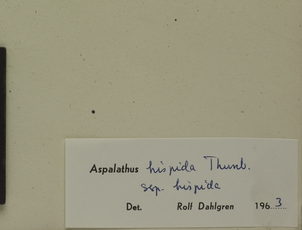 Aspalathus hispida Thunb.
ssp. hispida
Det. Rolf Dahlgren 1963